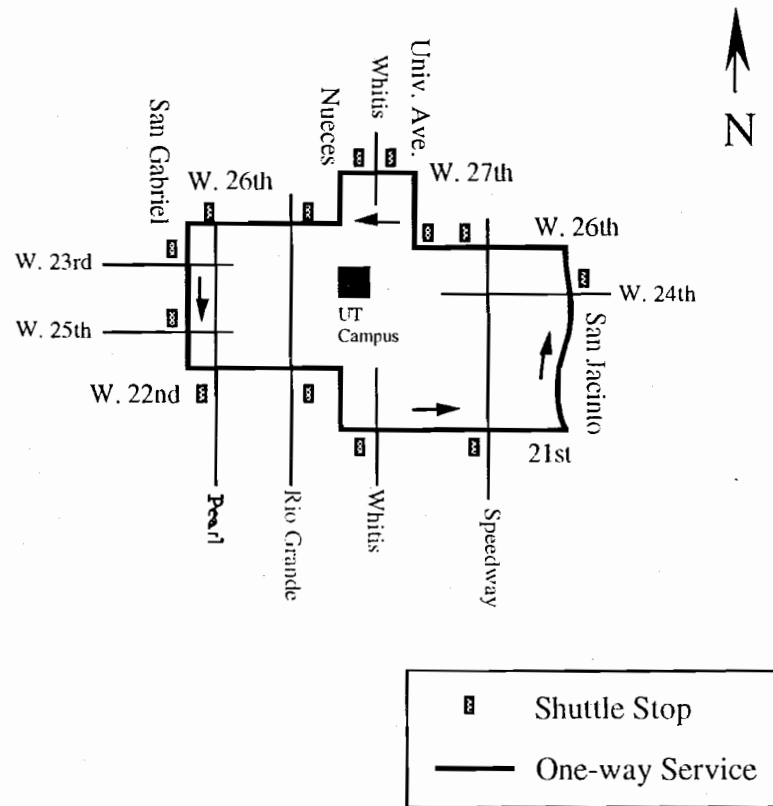 Univ. Ave.
Whitis
Nueces
San Gabriel
N
W. 26th
W. 27th
W. 26th
W. 23rd
W. 24th
UT
Campus
W. 25th
San Jacinto
W. 22nd
21st
Pearl
Rio Grande
Whitis
Speedway
Shuttle Stop
One-way Service